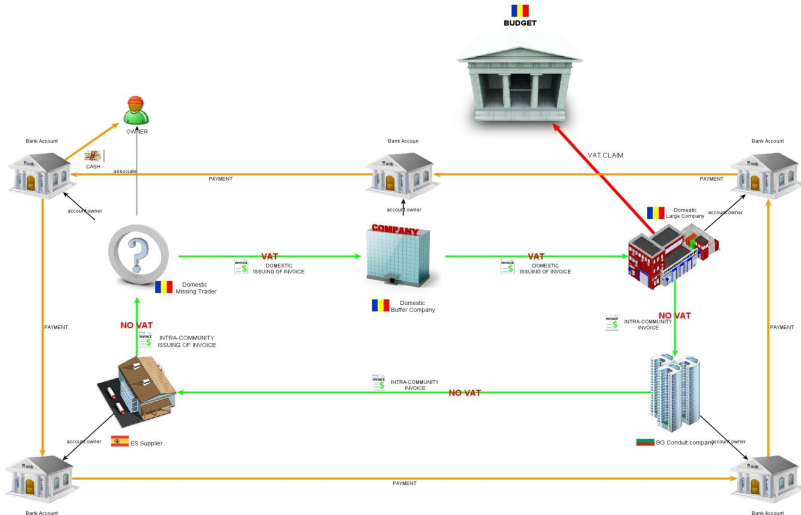 BUDGET
OWNER
Bank Account
Bank Accoun
Bank Account
CASH
associate
VAT CLAIM
PAYMENT
PAYMENT
account owner
account owner
account owner
Domestic
Large Company
COMPANY
VAT
DOMESTIC
ISSUING OF INVOICE
VAT
DOMESTIC
ISSUING OF INVOICE
Domestic
Missing Trader
Domestic
Buffer Company
NO VAT
INTRA-COMMUNITY
ISSUING OF INVOICE
NO VAT
INTRA-COMMUNITY
INVOICE
PAYMENT
PAYMENT
INTRA-COMMUNITY
INVOICE
NO VAT
account owner
ES Supplier
BG Conduit company
account owner
PAYMENT
Bank Account
Bank Account